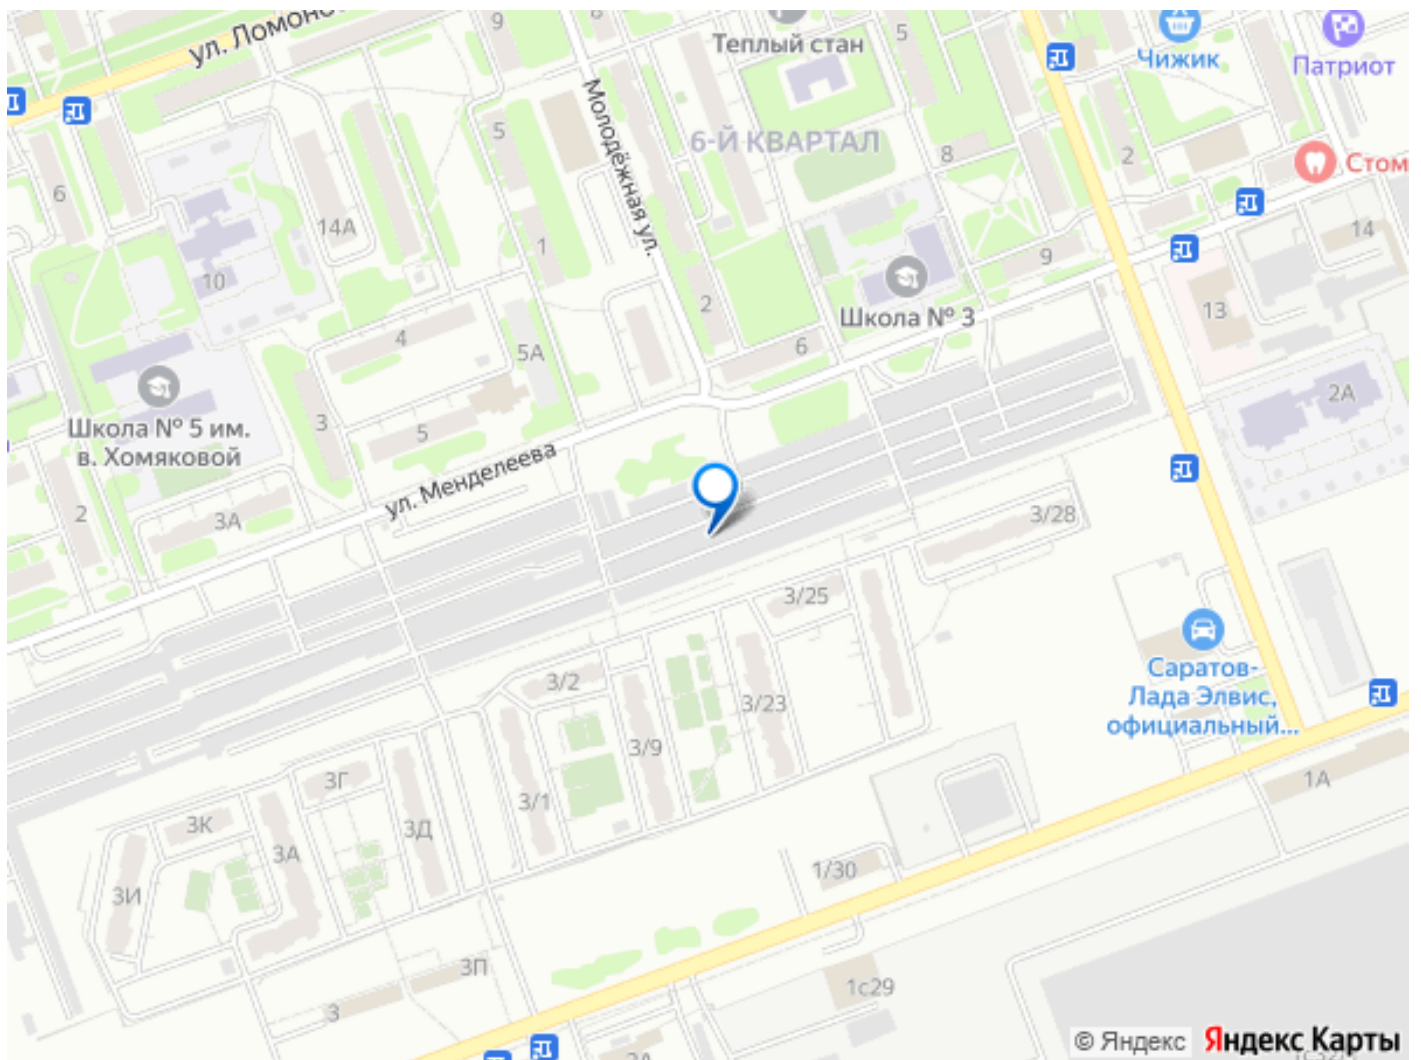 ул. Ломоно
9
8
Теплый стан
5
Чижик
Патриот
5
Молодёжная ул.
6-Й КВАРТАЛ
8
2
Стом
6
14А
1
9
14
10
2
Школа № 3
13
4
5А
6
2А
Школа № 5 им.
в. Хомяковой
3
5
ул. Менделеева
2
3А
3/28
3/25
3/2
3/23
Саратов-
Лада Элвис,
официальный...
3/9
3Г
3/1
1А
3К
3А
3Д
3И
1/30
3П
3
1с29
© Яндекс
Яндекс Карты